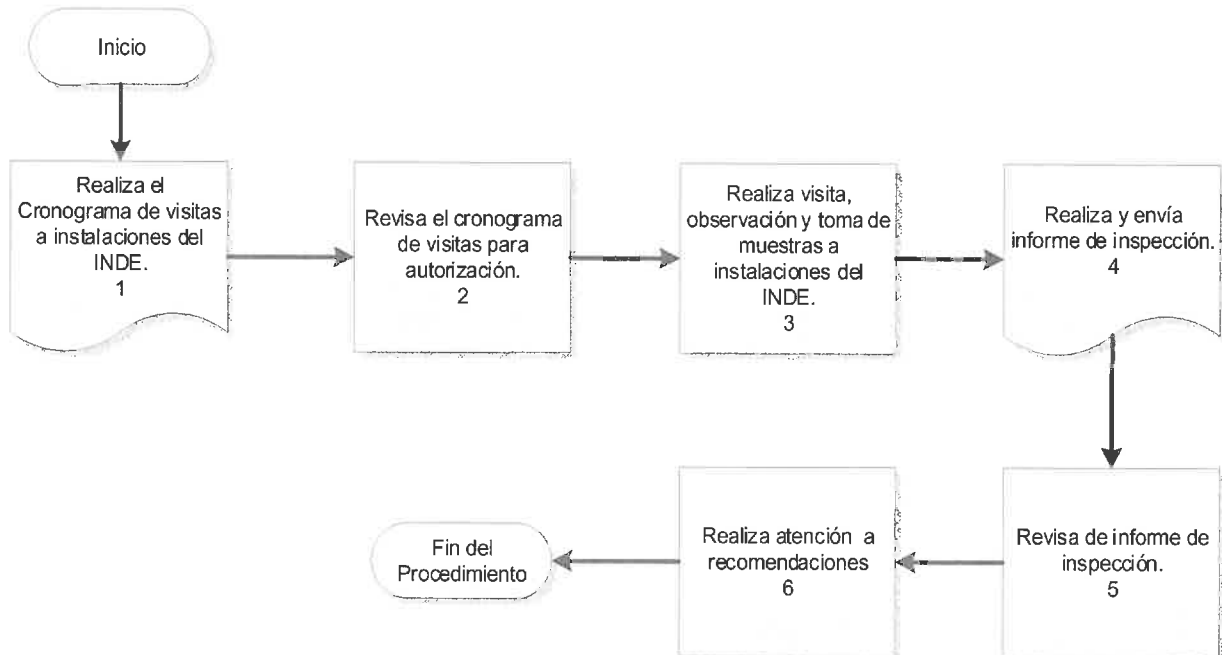 Inicio
Realiza el
Cronograma de visitas
a instalaciones del
INDE.
1
Revisa el cronograma
de visitas para
autorización.
2
Realiza visita,
observación y toma de
muestras a
instalaciones del
INDE.
3
Realiza y envía
informe de inspección.
4
Revisa de informe de
inspección.
5
Realiza atención a
recomendaciones
6
Fin del
Procedimiento